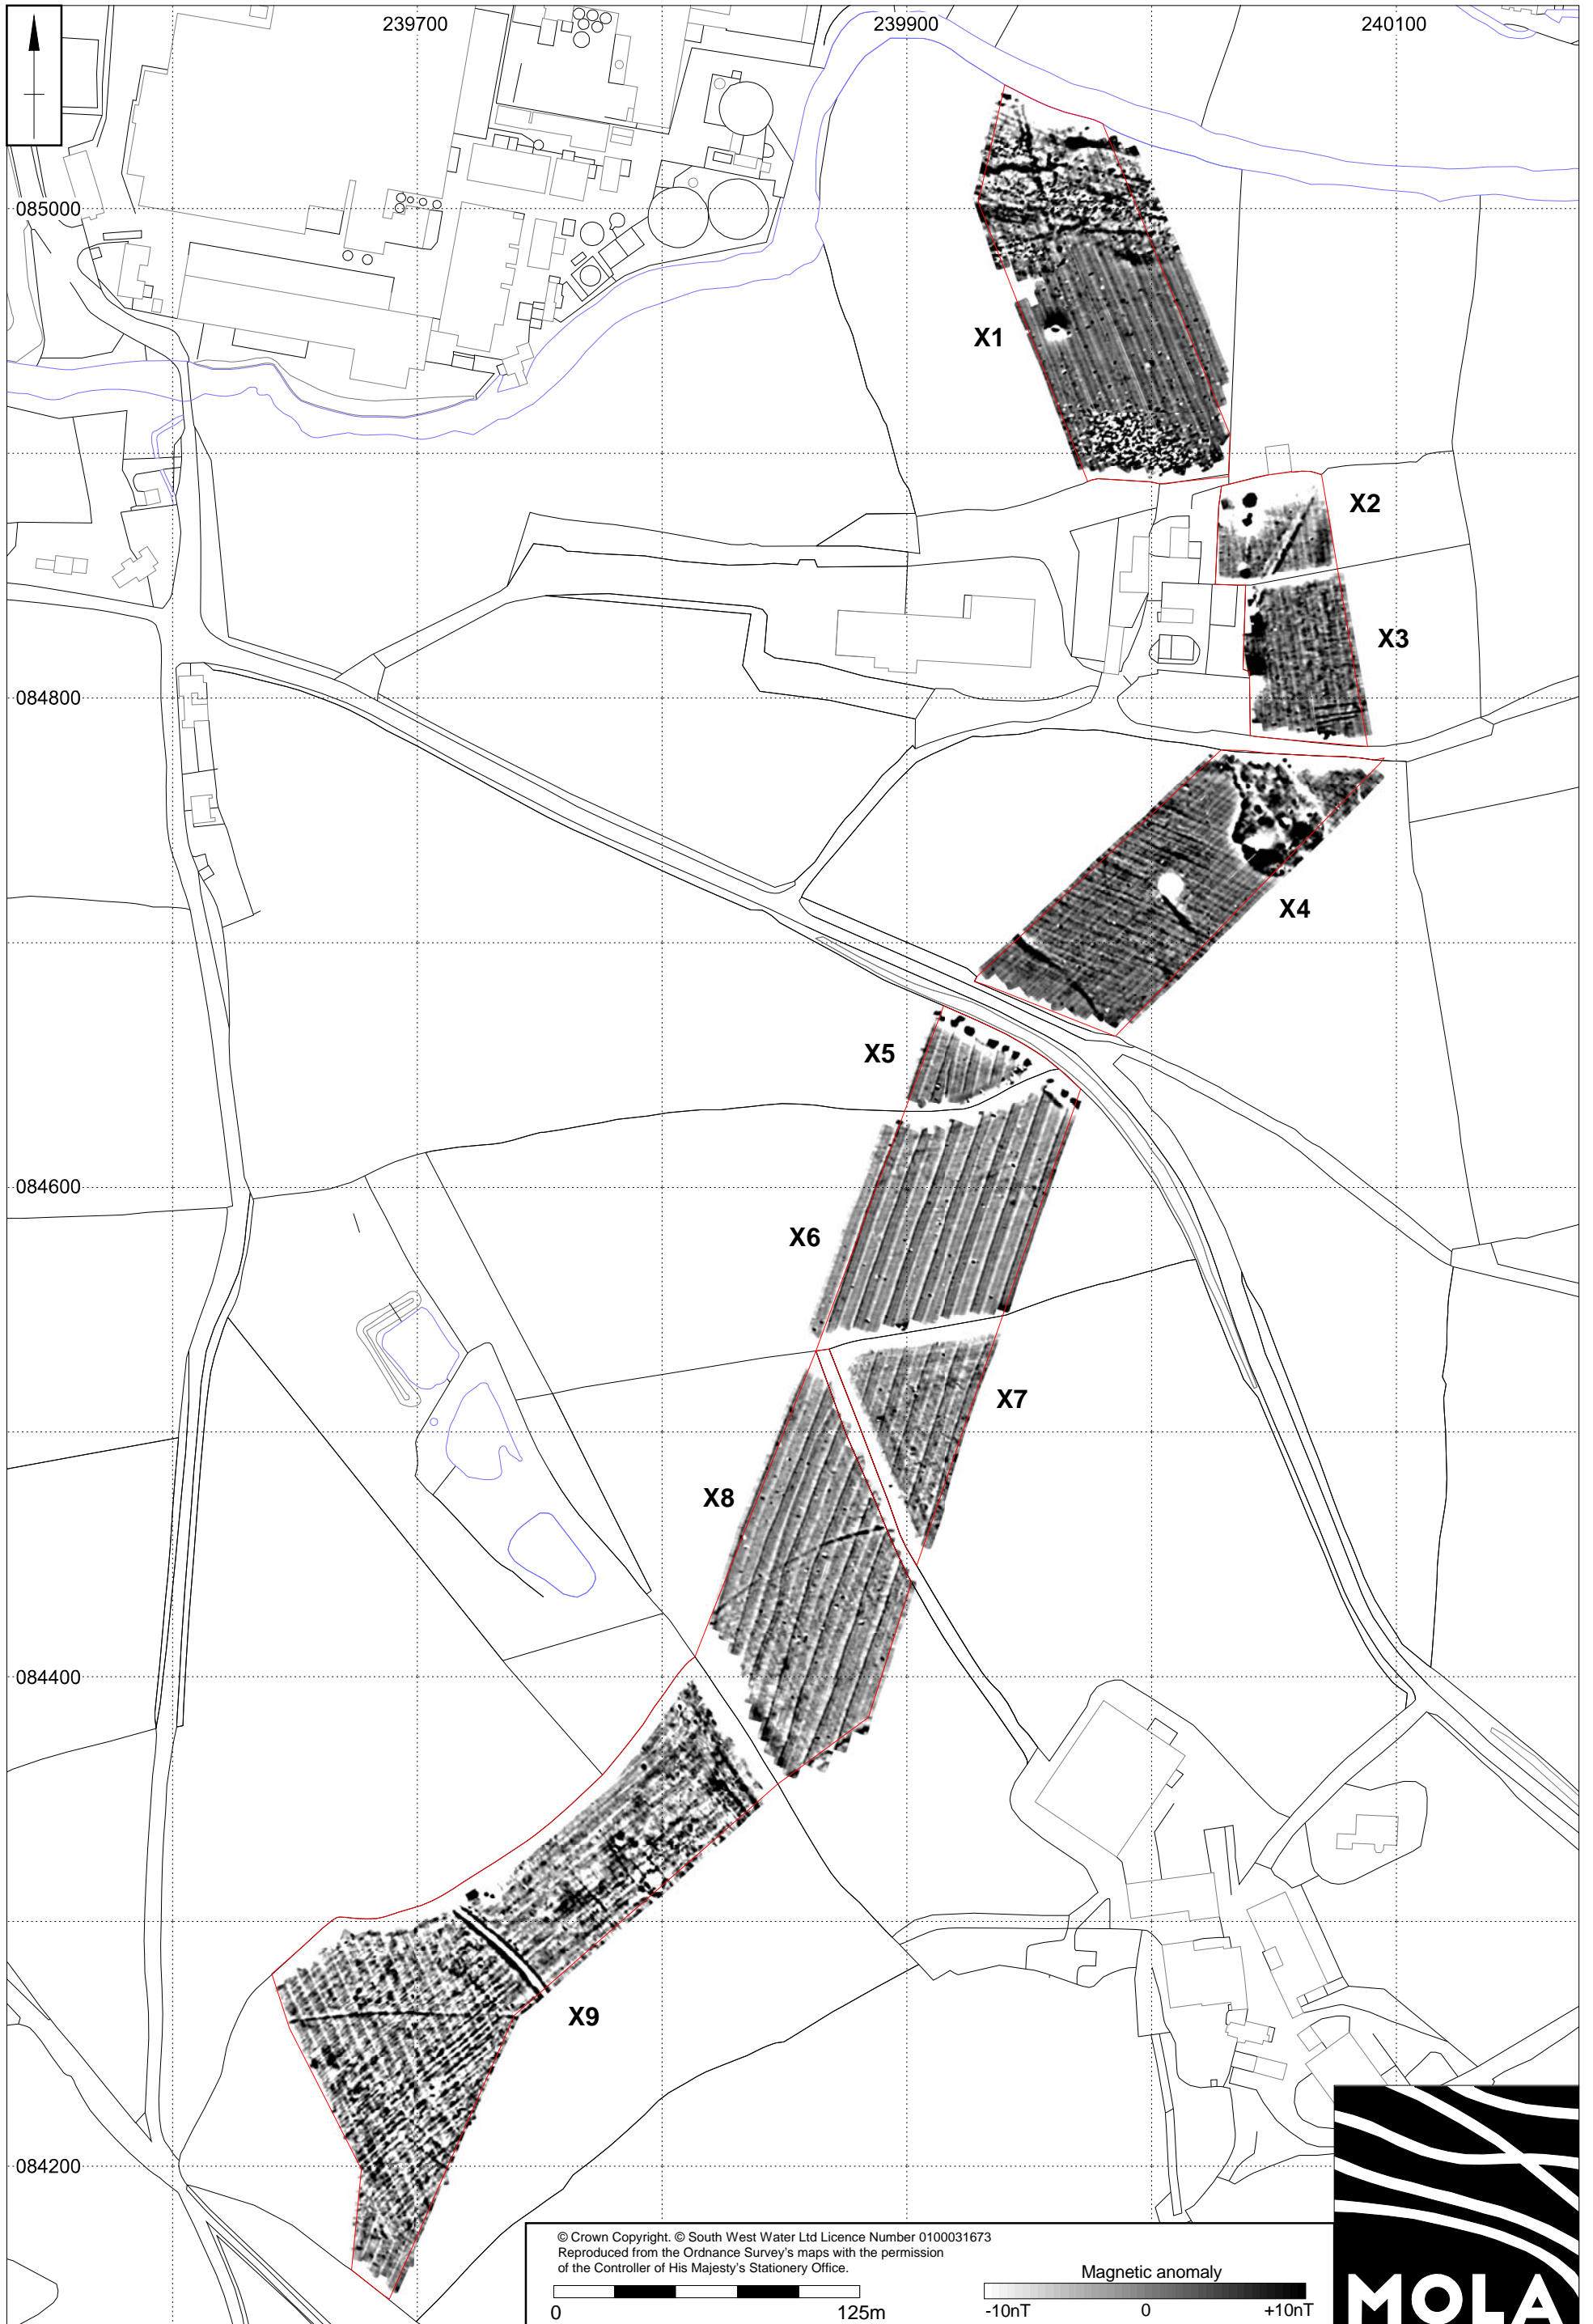 239700
239900
240100
085000
X1
X2
X3
084800
X4
X5
084600
X6
X7
X8
084400
X9
084200
© Crown Copyright. © South West Water Ltd Licence Number 0100031673
Reproduced from the Ordnance Survey's maps with the permission
of the Controller of His Majesty's Stationery Office.
0 125m
Magnetic anomaly
-10nT 0 +10nT
MOLA